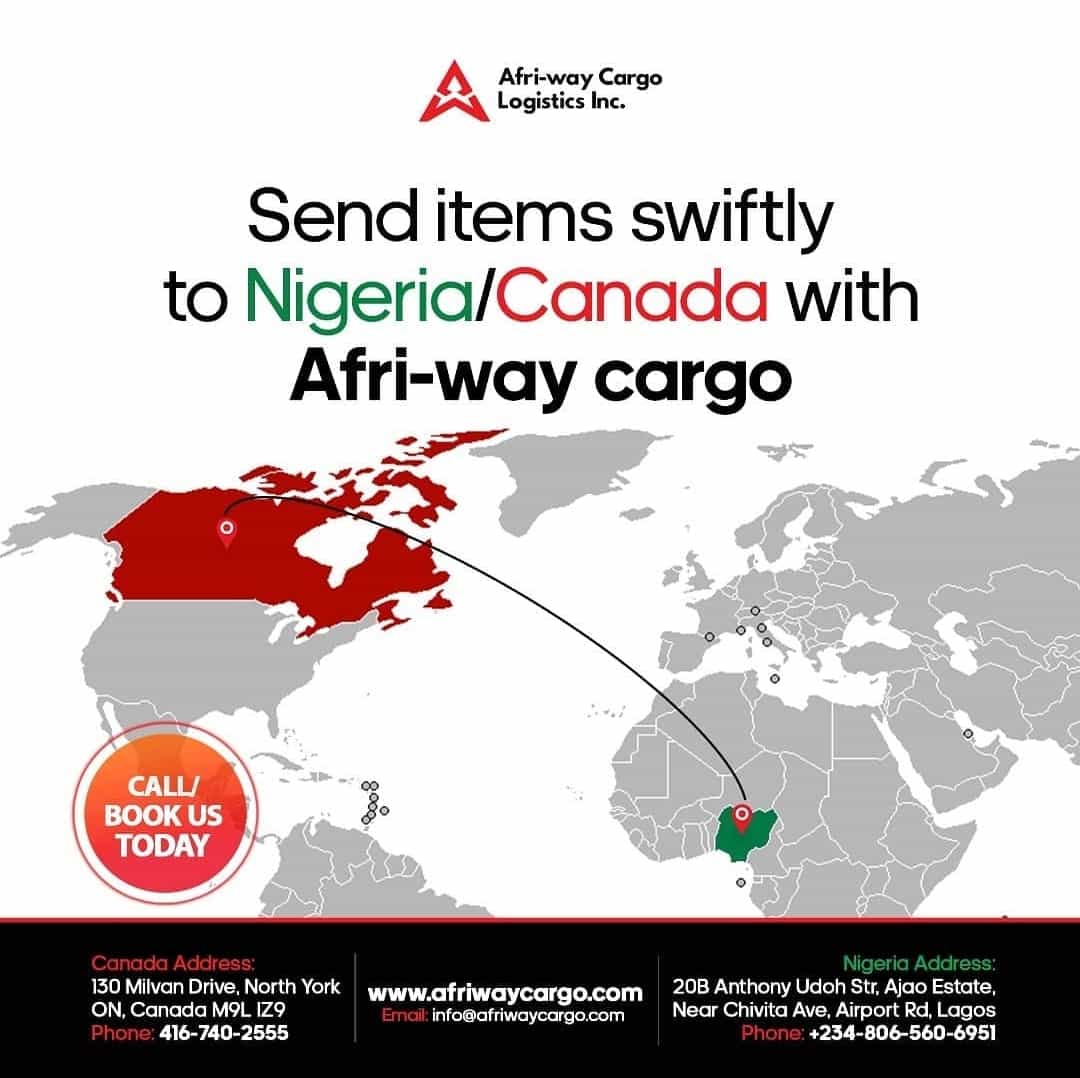 Afri-way Cargo
Logistics Inc.
Send items swiftly
to Nigeria/Canada with
Afri-way cargo
CALL/
BOOK US
TODAY
Canada Address:
130 Milvan Drive, North York
ON, Canada M9L IZ9
Phone: 416-740-2555
www.afriwaycargo.com
Email: info@afriwaycargo.com
Nigeria Address:
20B Anthony Udoh Str, Ajao Estate,
Near Chivita Ave, Airport Rd, Lagos
Phone: +234-806-560-6951